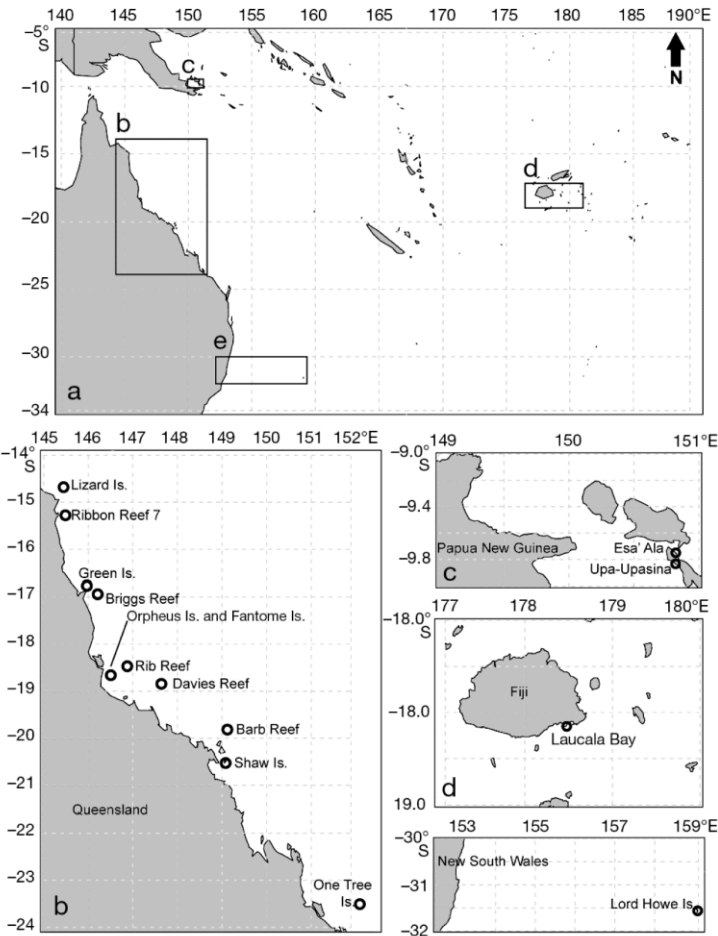 140 145 150 155 160 165 170 175 180 185 190°E
−5°
S
−10
−15
−20
−25
−30
−34
N
c
b
d
e
a
145 146 147 148 149 150 151 152°E
−14°
S
−15
−16
−17
−18
−19
−20
−21
−22
−23
−24
Lizard Is.
Ribbon Reef 7
Green Is.
Briggs Reef
Orpheus Is. and Fantome Is.
Rib Reef
Davies Reef
Barb Reef
Shaw Is.
Queensland
One Tree
Is.
b
149 150 151°E
−9.0°
S
−9.4
−9.8
Papua New Guinea
Esa' Ala
Upa-Upasina
c
177 178 179 180°E
−18.0°
S
−18.0
19.0
Fiji
Laucala Bay
d
153 155 157 159°E
−30°
S
−31
−32
New South Wales
Lord Howe Is.